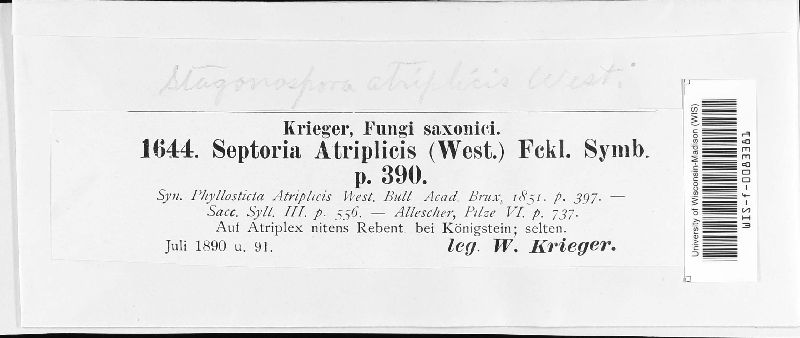 Stagonospora atriplicis West.
Krieger, Fungi saxonici.
1644. Septoria Atriplicis (West.) Fckl. Symb.
p. 390.
Syn. Phyllosticta Atriplicis West. Bull. Acad. Brux. 1851. p. 397. —
Sacc. Syll. III. p. 556. — Allescher, Pilze VI. p. 737.
Auf Atriplex nitens Rebent. bei Königstein; selten.
Juli 1890 u. 91. leg. W. Krieger.
University of Wisconsin-Madison (WIS)
WIS-f-0083381